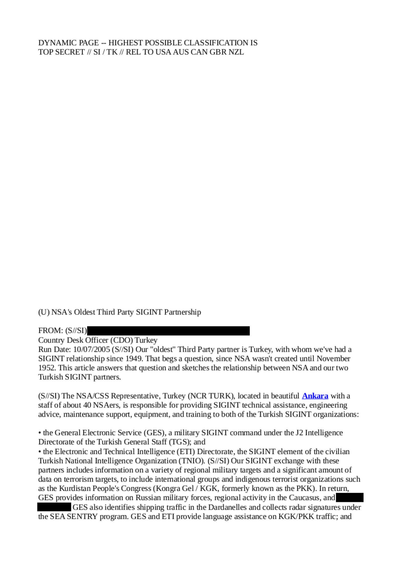 DYNAMIC PAGE -- HIGHEST POSSIBLE CLASSIFICATION IS
TOP SECRET // SI / TK // REL TO USA AUS CAN GBR NZL
(U) NSA's Oldest Third Party SIGINT Partnership
FROM: (S//SI)
Country Desk Officer (CDO) Turkey
Run Date: 10/07/2005 (S//SI) Our "oldest" Third Party partner is Turkey, with whom we've had a
SIGINT relationship since 1949. That begs a question, since NSA wasn't created until November
1952. This article answers that question and sketches the relationship between NSA and our two
Turkish SIGINT partners.
(S//SI) The NSA/CSS Representative, Turkey (NCR TURK), located in beautiful Ankara with a
staff of about 40 NSAers, is responsible for providing SIGINT technical assistance, engineering
advice, maintenance support, equipment, and training to both of the Turkish SIGINT organizations:
• the General Electronic Service (GES), a military SIGINT command under the J2 Intelligence
Directorate of the Turkish General Staff (TGS); and
• the Electronic and Technical Intelligence (ETI) Directorate, the SIGINT element of the civilian
Turkish National Intelligence Organization (TNIO). (S//SI) Our SIGINT exchange with these
partners includes information on a variety of regional military targets and a significant amount of
data on terrorism targets, to include international groups and indigenous terrorist organizations such
as the Kurdistan People's Congress (Kongra Gel / KGK, formerly known as the PKK). In return,
GES provides information on Russian military forces, regional activity in the Caucasus, and
GES also identifies shipping traffic in the Dardanelles and collects radar signatures under
the SEA SENTRY program. GES and ETI provide language assistance on KGK/PKK traffic; and